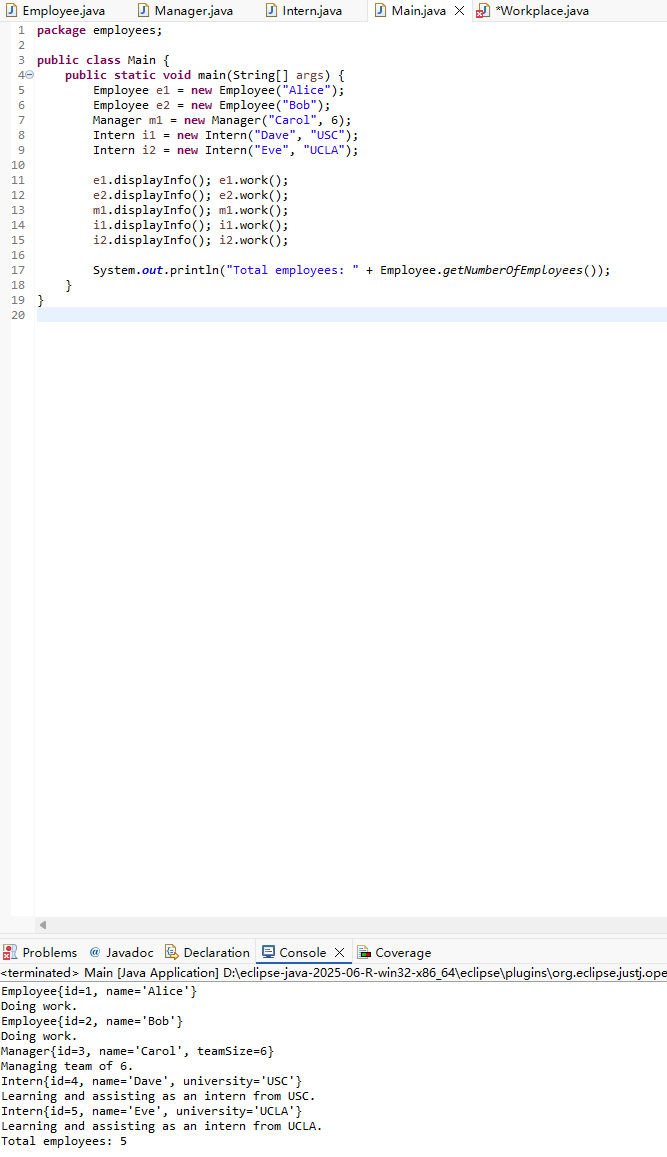 Employee.java Manager.java Intern.java Main.java *Workplace.java
1 package employees;
2
3 public class Main {
4 public static void main(String[] args) {
5 Employee e1 = new Employee("Alice");
6 Employee e2 = new Employee("Bob");
7 Manager m1 = new Manager("Carol", 6);
8 Intern i1 = new Intern("Dave", "USC");
9 Intern i2 = new Intern("Eve", "UCLA");
10
11 e1.displayInfo(); e1.work();
12 e2.displayInfo(); e2.work();
13 m1.displayInfo(); m1.work();
14 i1.displayInfo(); i1.work();
15 i2.displayInfo(); i2.work();
16
17 System.out.println("Total employees: " + Employee.getNumberOfEmployees());
18 }
19 }
20
Problems @ Javadoc Declaration Console Coverage
<terminated> Main [Java Application] D:\eclipse-java-2025-06-R-win32-x86_64\eclipse\plugins\org.eclipse.justj.ope
Employee{id=1, name='Alice'}
Doing work.
Employee{id=2, name='Bob'}
Doing work.
Manager{id=3, name='Carol', teamSize=6}
Managing team of 6.
Intern{id=4, name='Dave', university='USC'}
Learning and assisting as an intern from USC.
Intern{id=5, name='Eve', university='UCLA'}
Learning and assisting as an intern from UCLA.
Total employees: 5